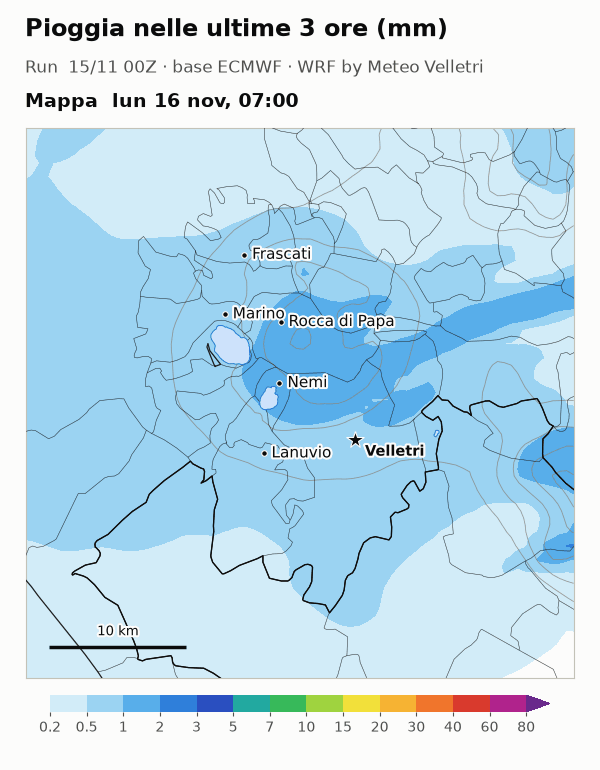 Pioggia nelle ultime 3 ore (mm)
Run  15/11 00Z · base ECMWF · WRF by Meteo Velletri
Mappa  lun 16 nov, 07:00
Frascati
Marino
Rocca di Papa
Nemi
Velletri
Lanuvio
10 km
0.2 0.5 1 2 3 5 7 10 15 20 30 40 60 80